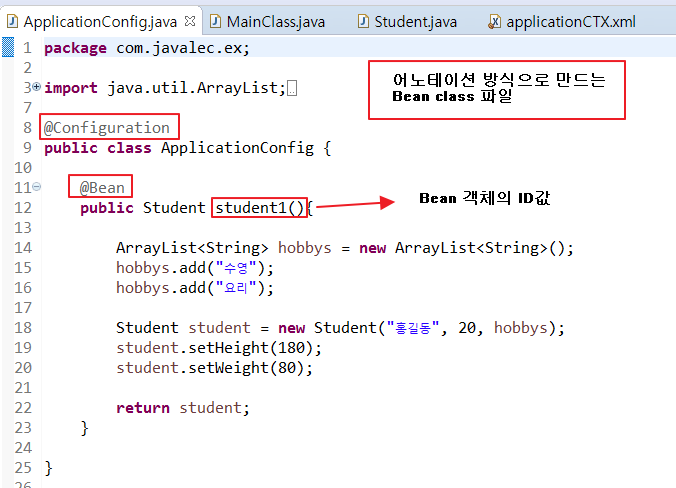 ApplicationConfig.java MainClass.java Student.java applicationCTX.xml
1 package com.javalec.ex;
2
3 import java.util.ArrayList;
7
어노테이션 방식으로 만드는
Bean class 파일
8 @Configuration
9 public class ApplicationConfig {
10
11 @Bean
12 public Student student1(){
Bean 객체의 ID값
13
14 ArrayList<String> hobbys = new ArrayList<String>();
15 hobbys.add("수영");
16 hobbys.add("요리");
17
18 Student student = new Student("홍길동", 20, hobbys);
19 student.setHeight(180);
20 student.setWeight(80);
21
22 return student;
23 }
24
25 }
26